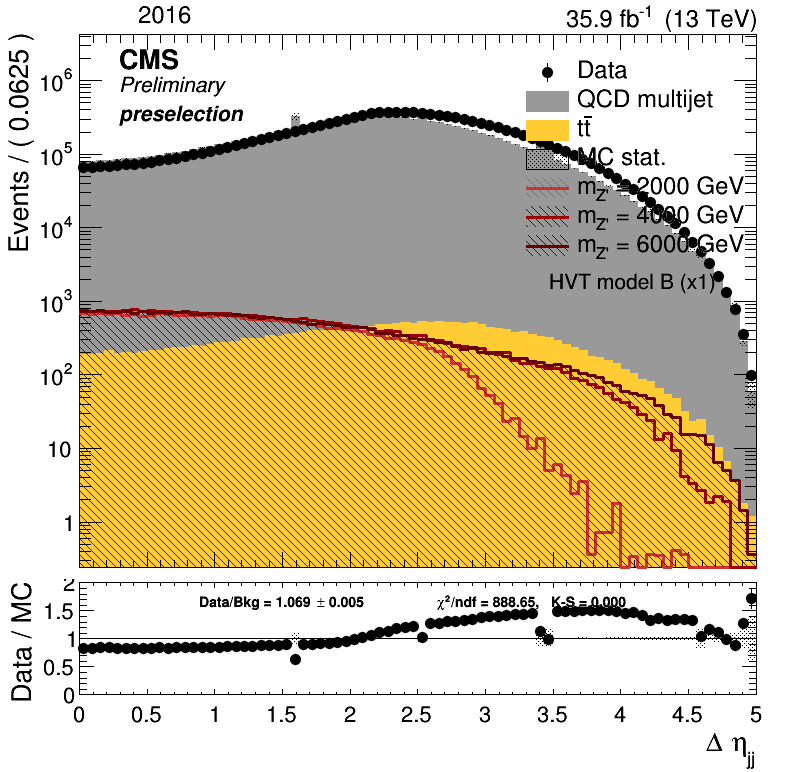 2016
35.9 fb⁻¹ (13 TeV)
CMS
Preliminary
preselection
Data
QCD multijet
tt̄
MC stat.
m_Z' = 2000 GeV
m_Z' = 4000 GeV
m_Z' = 6000 GeV
HVT model B (x1)
Events / ( 0.0625 )
10⁶
10⁵
10⁴
10³
10²
10
1
Data/Bkg = 1.069 ± 0.005
χ²/ndf = 888.65, K-S = 0.000
Data / MC
2
1.5
1
0.5
0
0 0.5 1 1.5 2 2.5 3 3.5 4 4.5 5
Δ η_jj